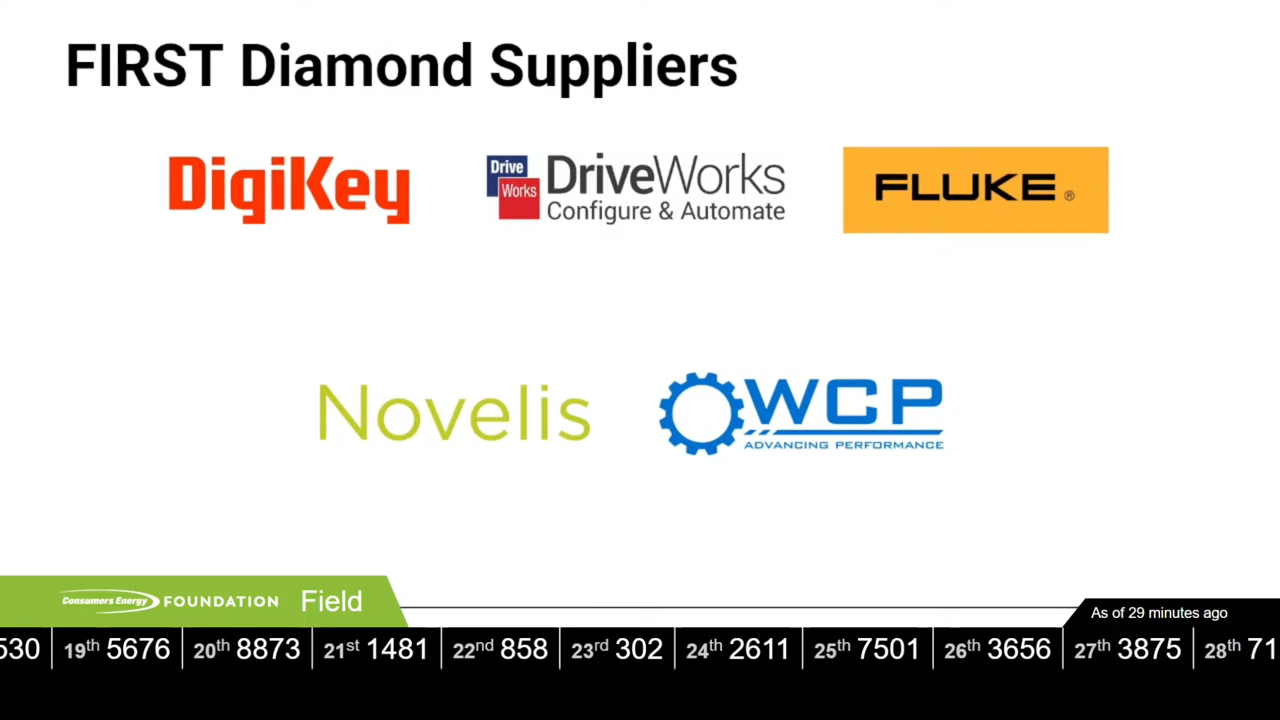 FIRST Diamond Suppliers
DigiKey
Drive
Works
DriveWorks
Configure & Automate
FLUKE ®
Novelis
WCP
ADVANCING PERFORMANCE
Consumers Energy FOUNDATION Field
As of 29 minutes ago
530 19th 5676 20th 8873 21st 1481 22nd 858 23rd 302 24th 2611 25th 7501 26th 3656 27th 3875 28th 71